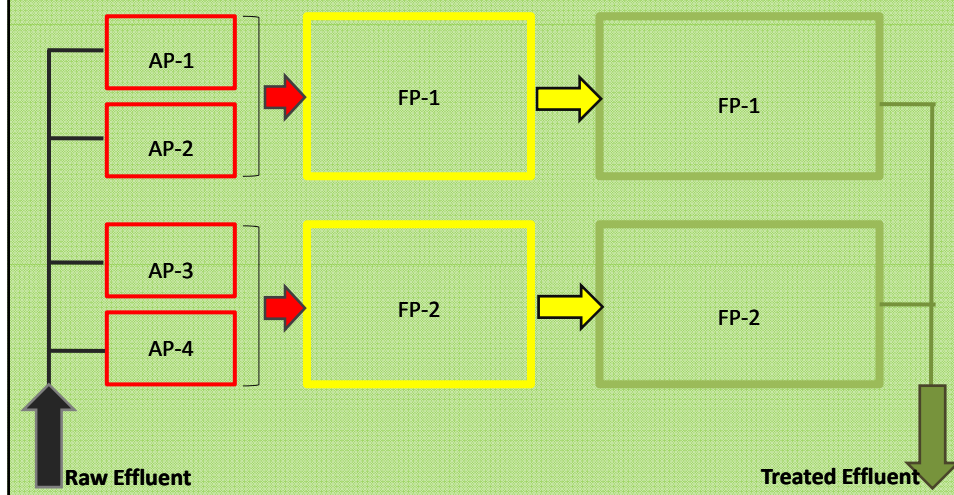 AP-1
AP-2
FP-1
FP-1
AP-3
AP-4
FP-2
FP-2
Raw Effluent
Treated Effluent